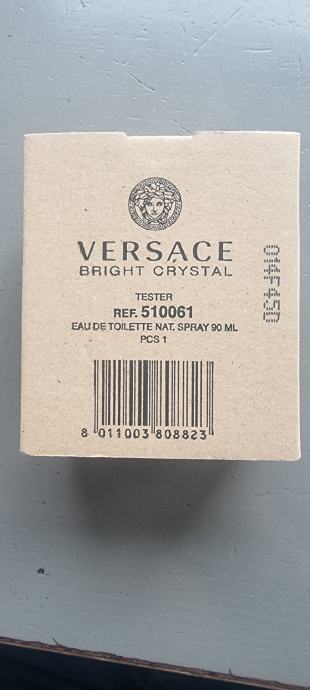 VERSACE
BRIGHT CRYSTAL
TESTER
REF. 510061
EAU DE TOILETTE NAT. SPRAY 90 ML
PCS 1
8 011003 808823